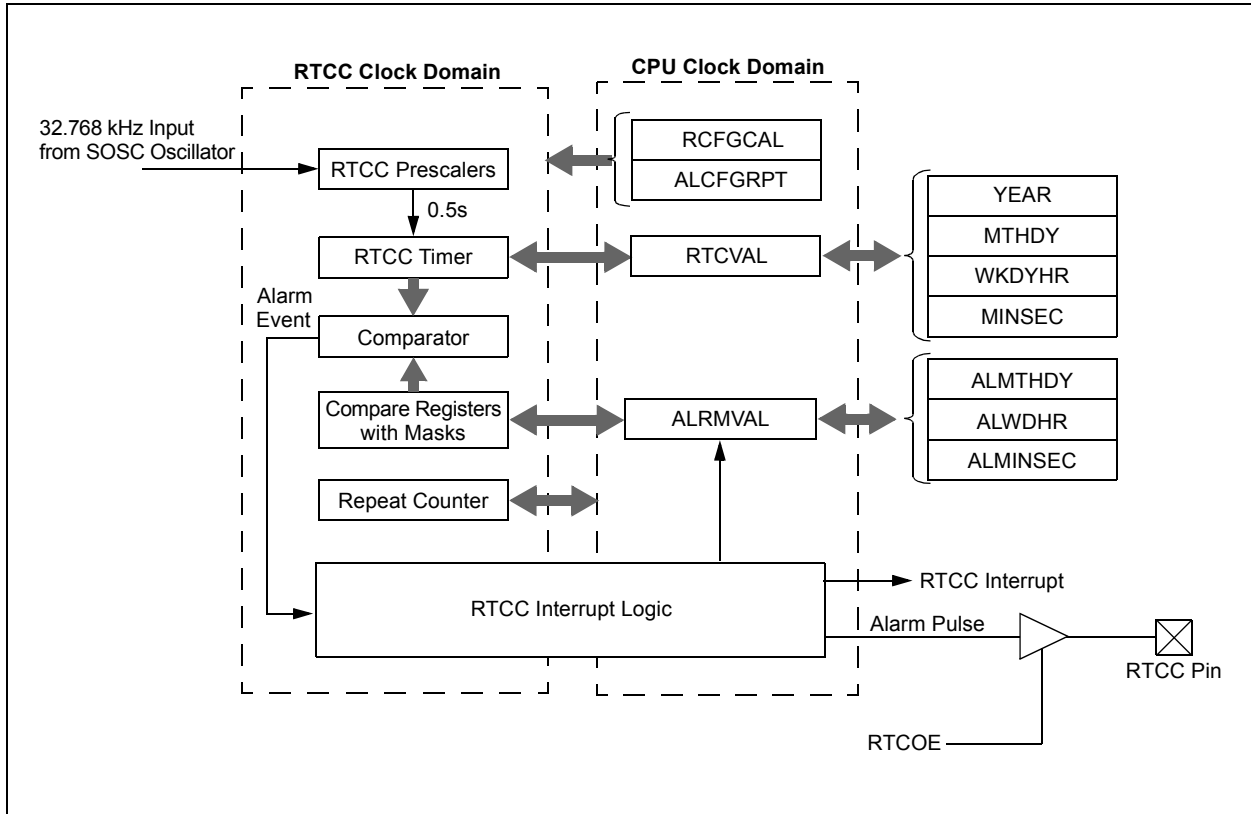 RTCC Clock Domain
CPU Clock Domain
32.768 kHz Input
from SOSC Oscillator
RTCC Prescalers
0.5s
RTCC Timer
Alarm
Event
Comparator
Compare Registers
with Masks
Repeat Counter
RCFGCAL
ALCFGRPT
RTCVAL
ALRMVAL
YEAR
MTHDY
WKDYHR
MINSEC
ALMTHDY
ALWDHR
ALMINSEC
RTCC Interrupt Logic
RTCC Interrupt
Alarm Pulse
RTCC Pin
RTCOE